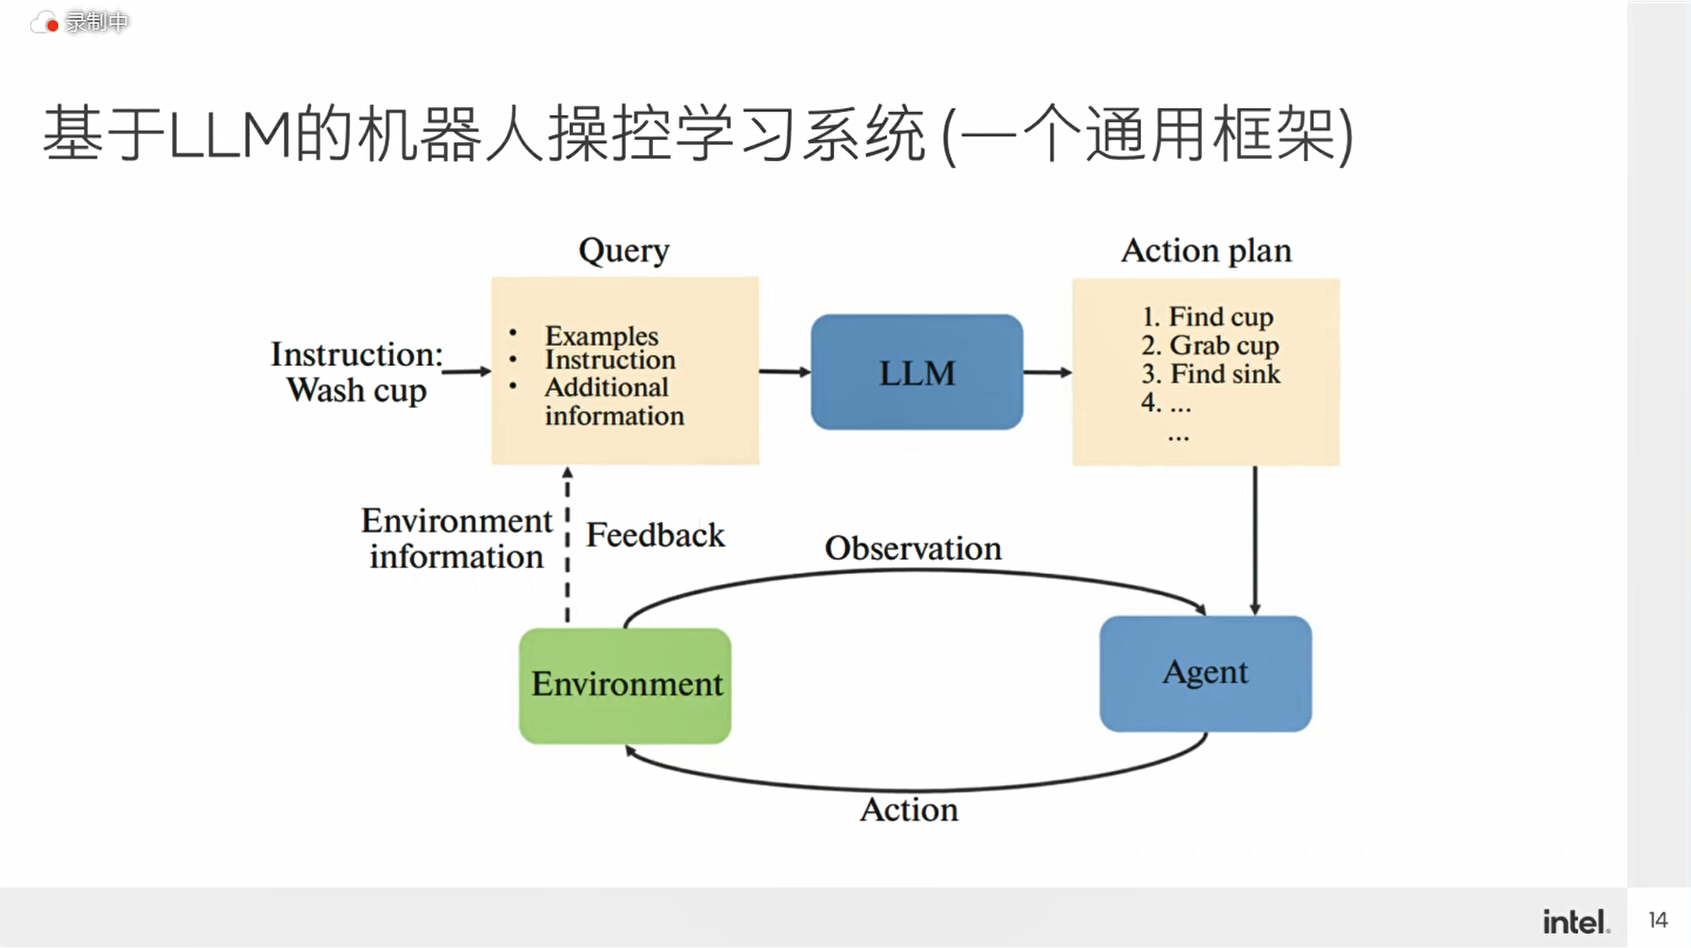 录制中
基于LLM的机器人操控学习系统 (一个通用框架)
Query
Action plan
Instruction:
Wash cup
• Examples
• Instruction
• Additional
information
LLM
1. Find cup
2. Grab cup
3. Find sink
4. ...
...
Environment
information
Feedback
Observation
Environment
Agent
Action
intel.
14